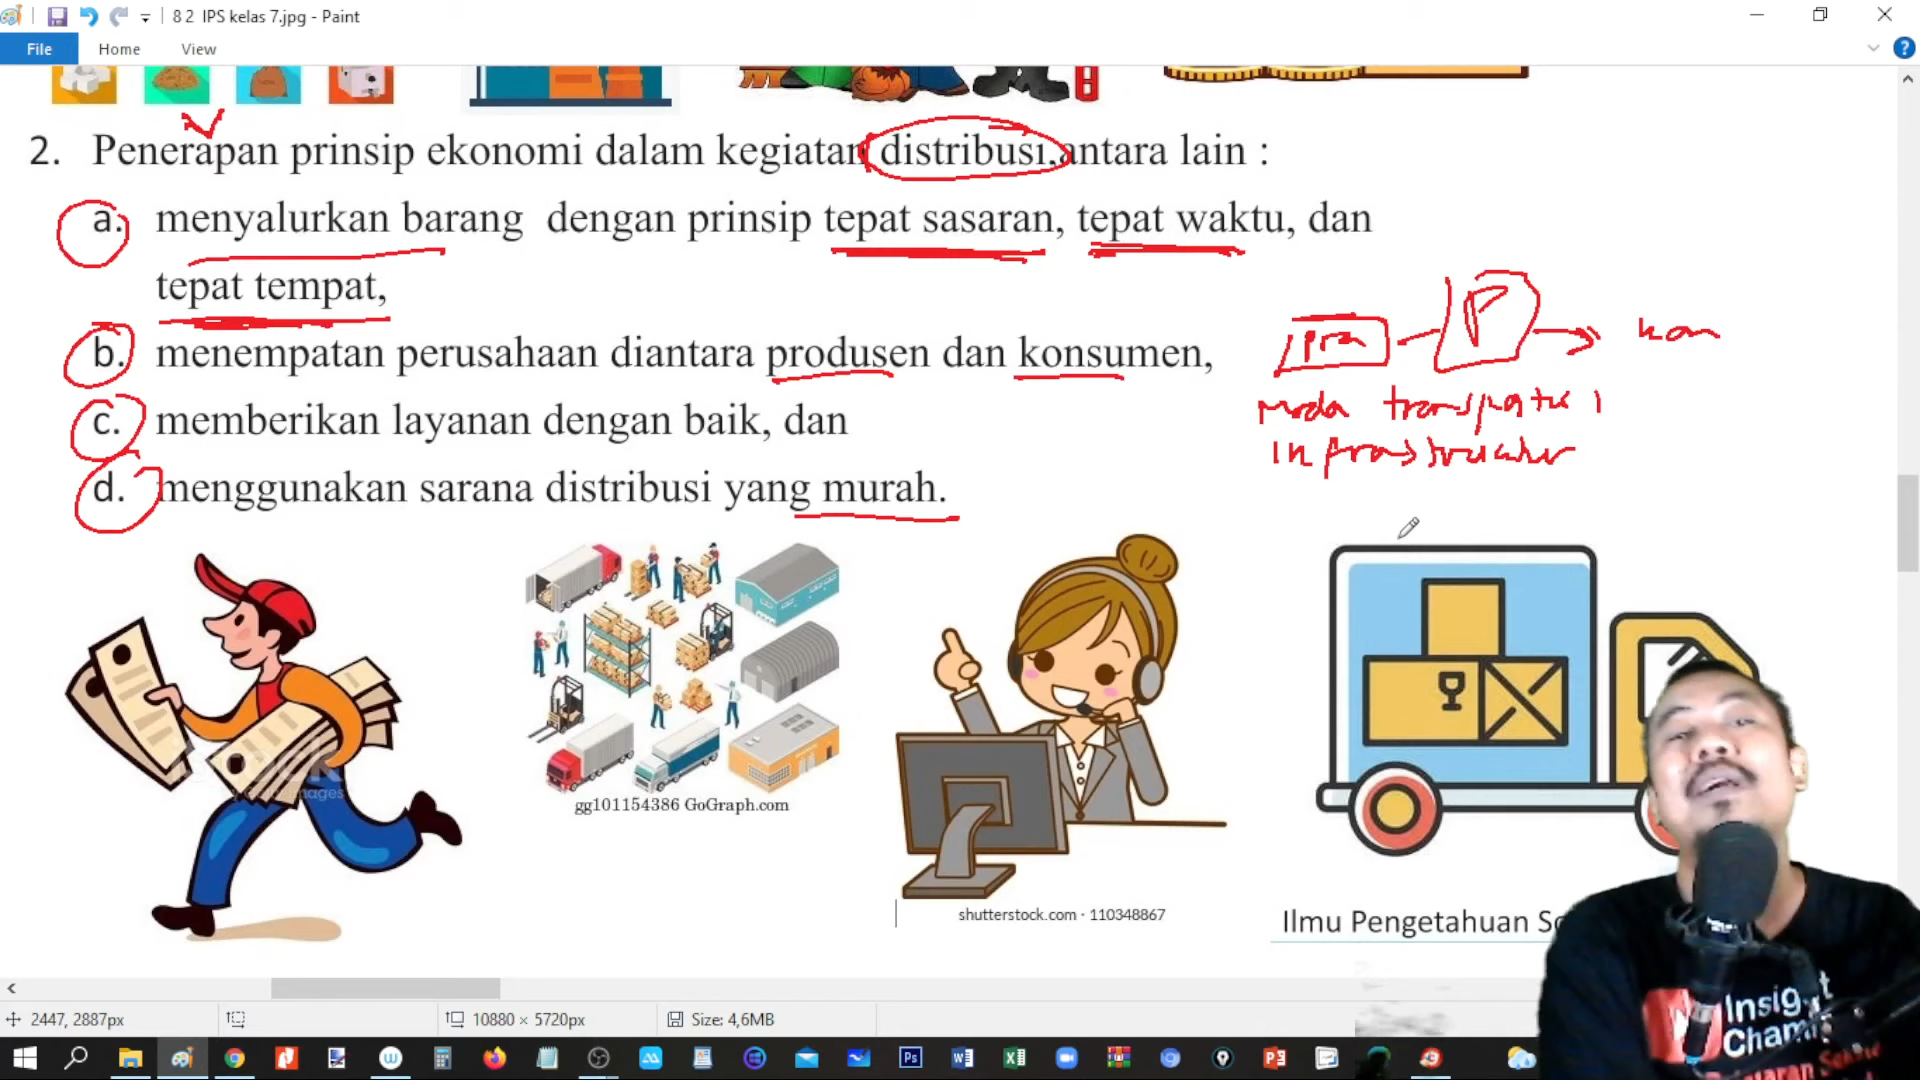 8 2  IPS kelas 7.jpg - Paint
File Home View
2. Penerapan prinsip ekonomi dalam kegiatan distribusi,antara lain :
a. menyalurkan barang  dengan prinsip tepat sasaran, tepat waktu, dan
tepat tempat,
b. menempatan perusahaan diantara produsen dan konsumen,
c. memberikan layanan dengan baik, dan
d. menggunakan sarana distribusi yang murah.
P
kon
moda
gg101154386 GoGraph.com
shutterstock.com · 110348867
Ilmu Pengetahuan
2447, 2887px
10880 × 5720px
Size: 4,6MB
Insight